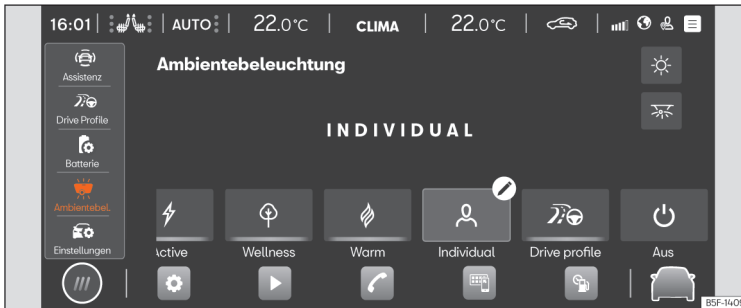 16:01 AUTO 22.0°C CLIMA 22.0°C
Assistenz
Drive Profile
Batterie
Ambientebel.
Einstellungen
Ambientebeleuchtung
INDIVIDUAL
Active Wellness Warm Individual Drive profile Aus
B5F-1409